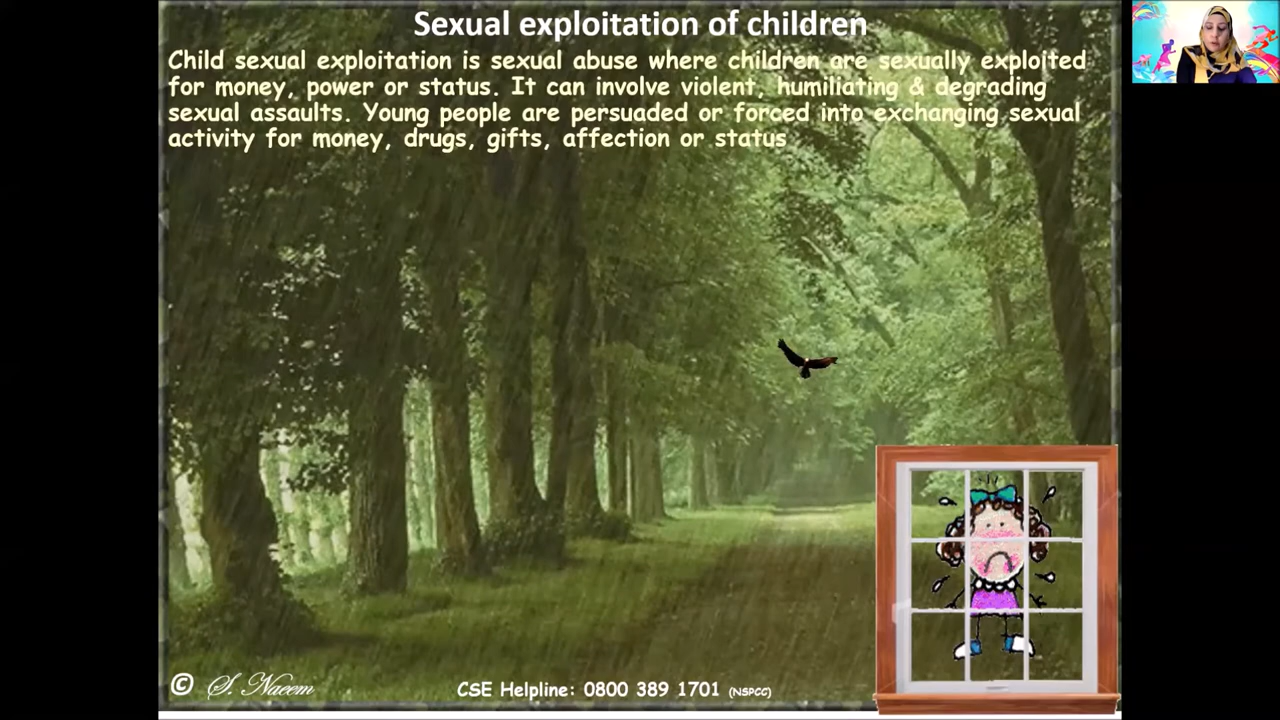 Sexual exploitation of children
Child sexual exploitation is sexual abuse where children are sexually exploited
for money, power or status. It can involve violent, humiliating & degrading
sexual assaults. Young people are persuaded or forced into exchanging sexual
activity for money, drugs, gifts, affection or status
© S. Naeem
CSE Helpline: 0800 389 1701 (NSPCC)